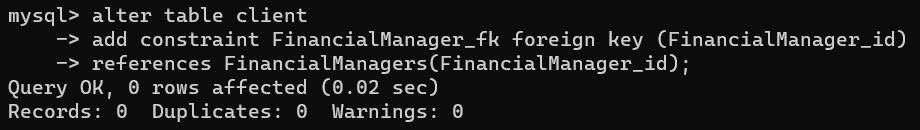 mysql> alter table client
    -> add constraint FinancialManager_fk foreign key (FinancialManager_id)
    -> references FinancialManagers(FinancialManager_id);
Query OK, 0 rows affected (0.02 sec)
Records: 0  Duplicates: 0  Warnings: 0